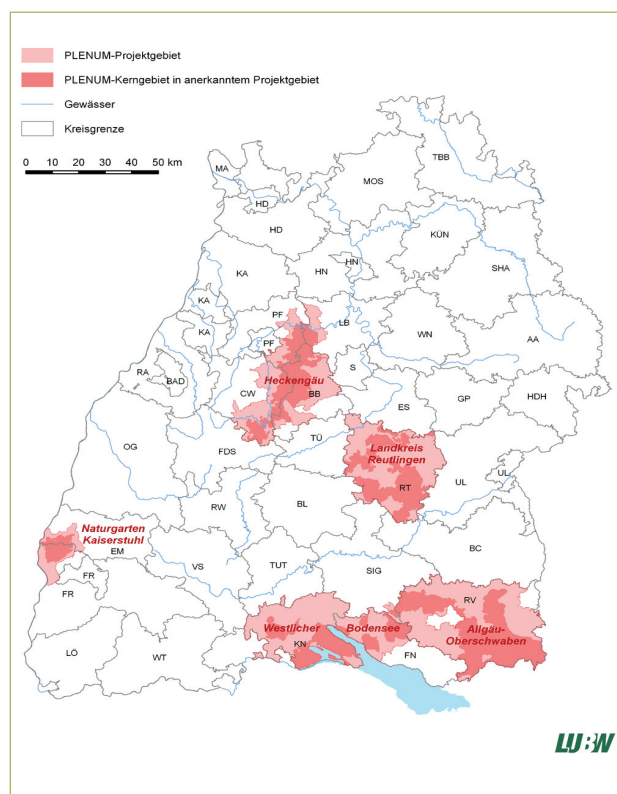 PLENUM-Projektgebiet
PLENUM-Kerngebiet in anerkanntem Projektgebiet
Gewässer
Kreisgrenze
0 10 20 30 40 50 km
MA
TBB
MOS
HD
HD
KÜN
HN
HN
KA
SHA
KA
PF
LB
KA
PF
WN
AA
RA
BAD
CW
Heckengäu
BB
S
ES
GP
HDH
OG
FDS
TÜ
Landkreis
Reutlingen
RT
UL
UL
RW
BL
Naturgarten
Kaiserstuhl
EM
FR
FR
VS
TUT
SIG
BC
RV
Westlicher
Bodensee
Allgäu-
Oberschwaben
KN
FN
LÖ
WT
LUBW